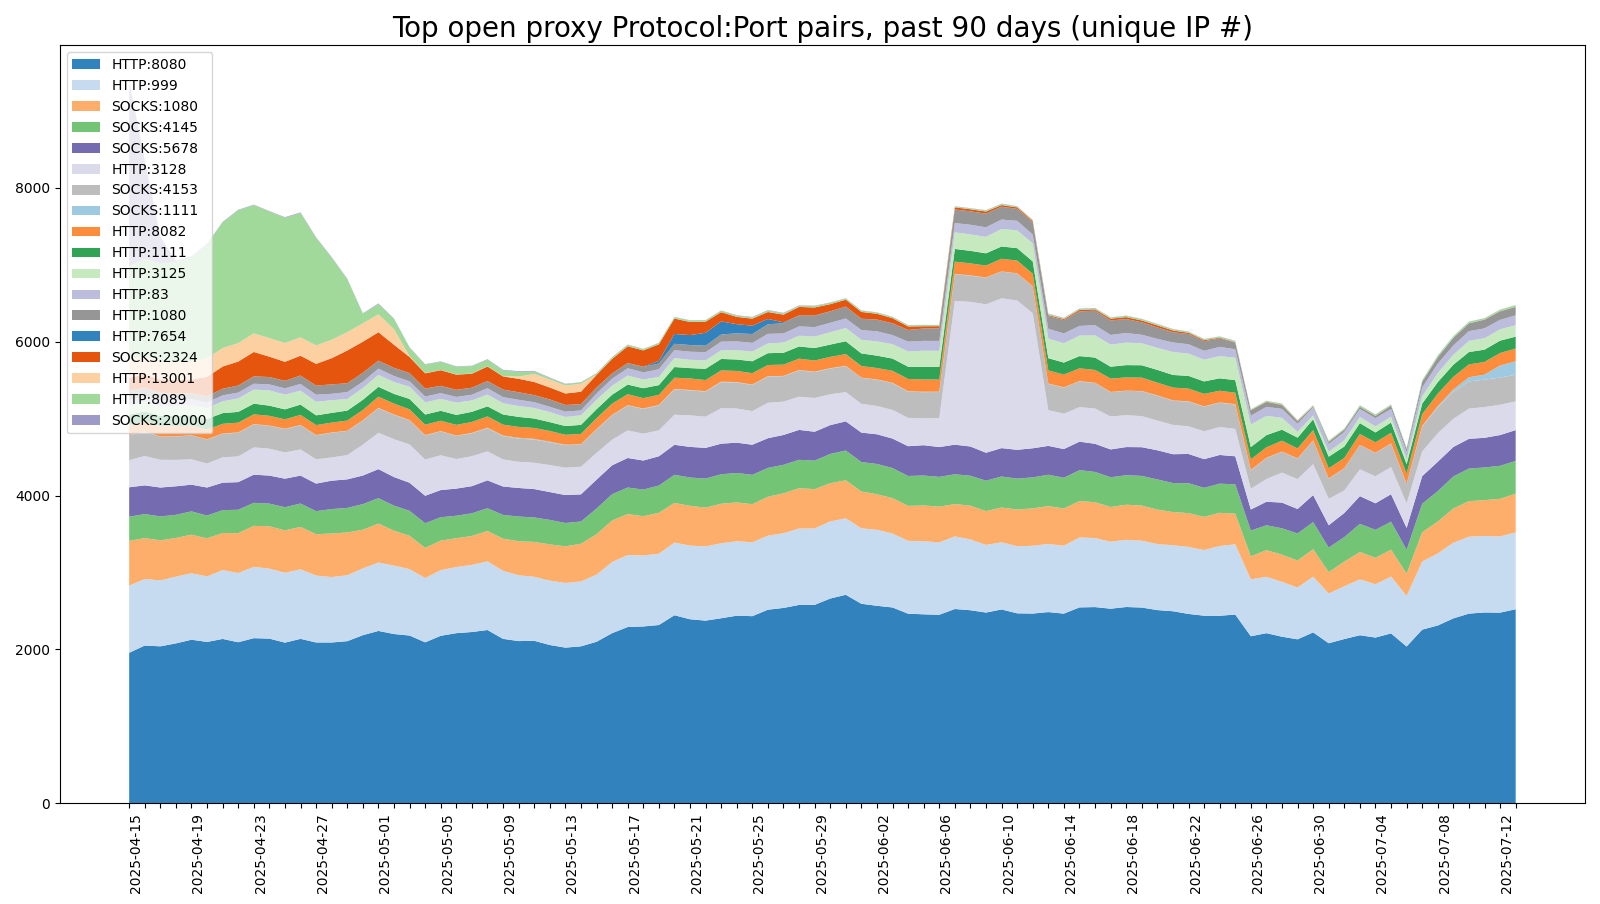 Top open proxy Protocol:Port pairs, past 90 days (unique IP #)
HTTP:8080
HTTP:999
SOCKS:1080
SOCKS:4145
SOCKS:5678
HTTP:3128
SOCKS:4153
SOCKS:1111
HTTP:8082
HTTP:1111
HTTP:3125
HTTP:83
HTTP:1080
HTTP:7654
SOCKS:2324
HTTP:13001
HTTP:8089
SOCKS:20000
8000
6000
4000
2000
0
2025-04-15
2025-04-19
2025-04-23
2025-04-27
2025-05-01
2025-05-05
2025-05-09
2025-05-13
2025-05-17
2025-05-21
2025-05-25
2025-05-29
2025-06-02
2025-06-06
2025-06-10
2025-06-14
2025-06-18
2025-06-22
2025-06-26
2025-06-30
2025-07-04
2025-07-08
2025-07-12